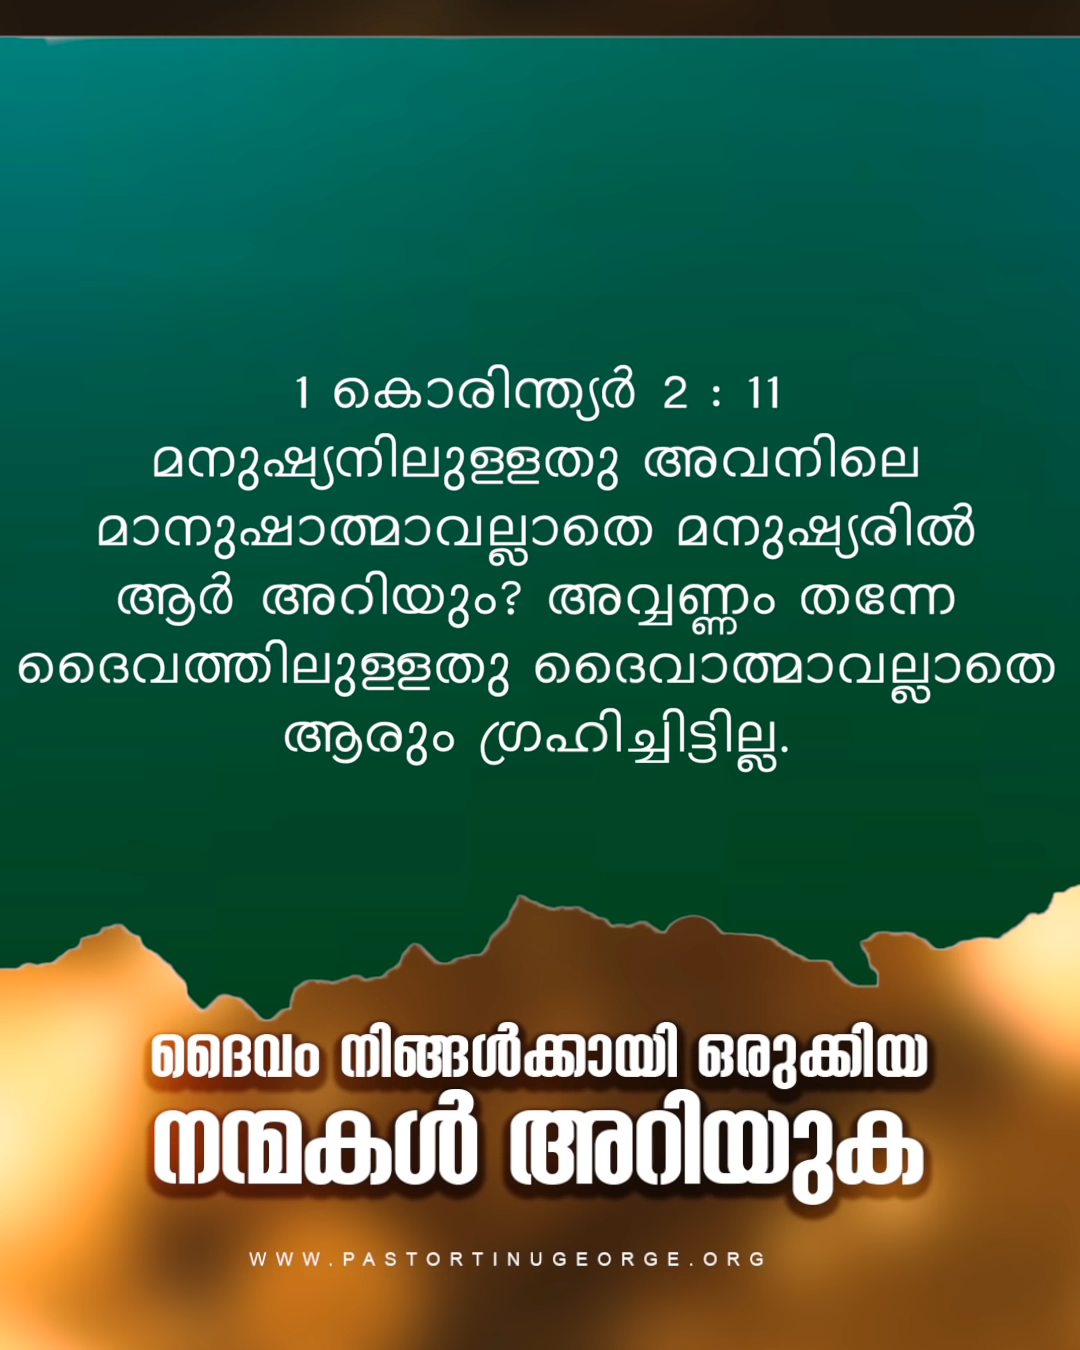 1 കൊരിന്ത്യർ 2 : 11
മനുഷ്യനിലുള്ളതു അവനിലെ
മാനുഷാത്മാവല്ലാതെ മനുഷ്യരിൽ
ആർ അറിയും? അവ്വണ്ണം തന്നേ
ദൈവത്തിലുള്ളതു ദൈവാത്മാവല്ലാതെ
ആരും ഗ്രഹിച്ചിട്ടില്ല.
ദൈവം നിങ്ങൾക്കായി ഒരുക്കിയ
നന്മകൾ അറിയുക
WWW.PASTORTINUGEORGE.ORG